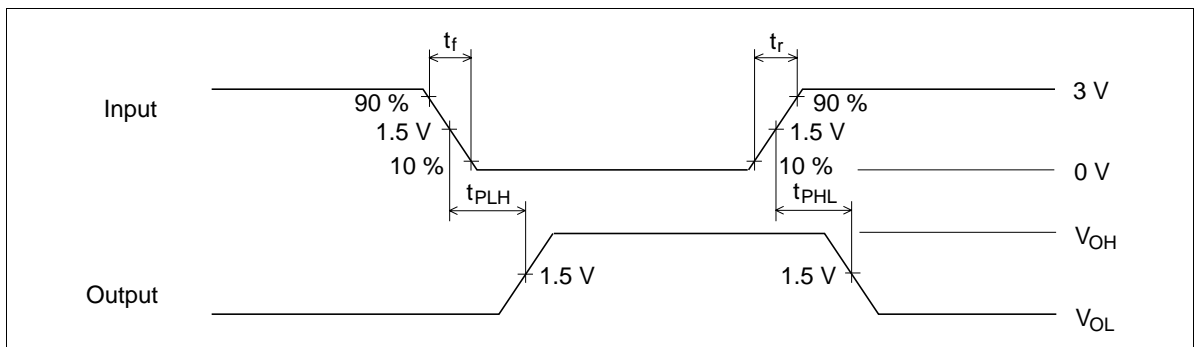 tf
tr
Input
90 %
90 %
3 V
1.5 V
1.5 V
10 %
10 %
0 V
tPLH
tPHL
VOH
1.5 V
1.5 V
Output
VOL